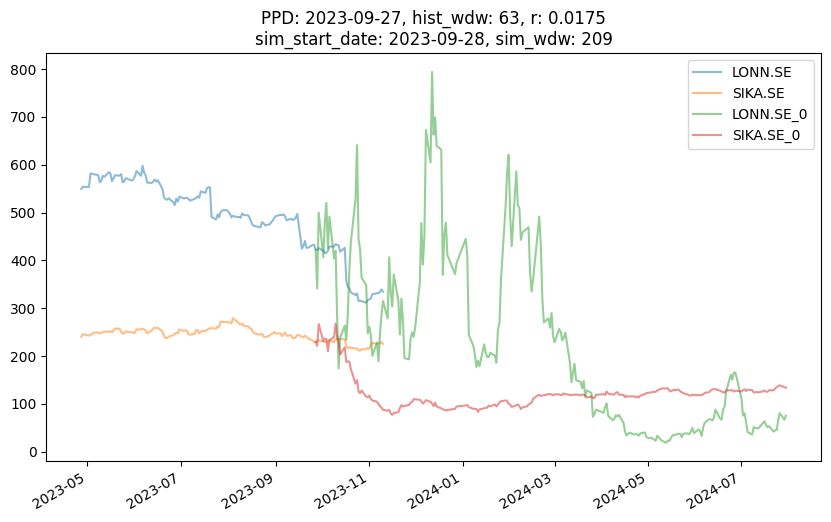 PPD: 2023-09-27, hist_wdw: 63, r: 0.0175
sim_start_date: 2023-09-28, sim_wdw: 209
LONN.SE
SIKA.SE
LONN.SE_0
SIKA.SE_0
800
700
600
500
400
300
200
100
0
2023-05
2023-07
2023-09
2023-11
2024-01
2024-03
2024-05
2024-07